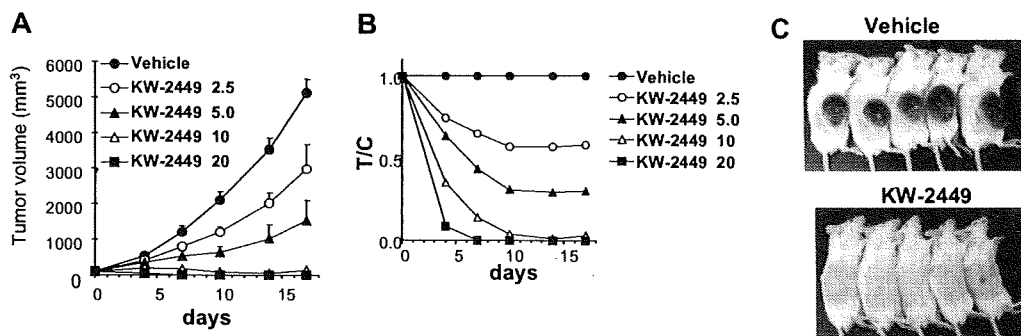 A
Tumor volume (mm³)
6000
5000
4000
3000
2000
1000
0
Vehicle
KW-2449 2.5
KW-2449 5.0
KW-2449 10
KW-2449 20
0
5
10
15
days
B
T/C
1.0
0.5
0.0
Vehicle
KW-2449 2.5
KW-2449 5.0
KW-2449 10
KW-2449 20
0
5
10
15
days
C
Vehicle
KW-2449